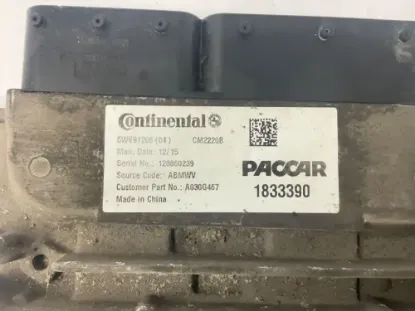 Continental
CM2220B
Man. Date: 12/15
Serial No.: 120000239
Source Code: ABMWV
Customer Part No.: A030G467
Made in China
PACCAR
1833390